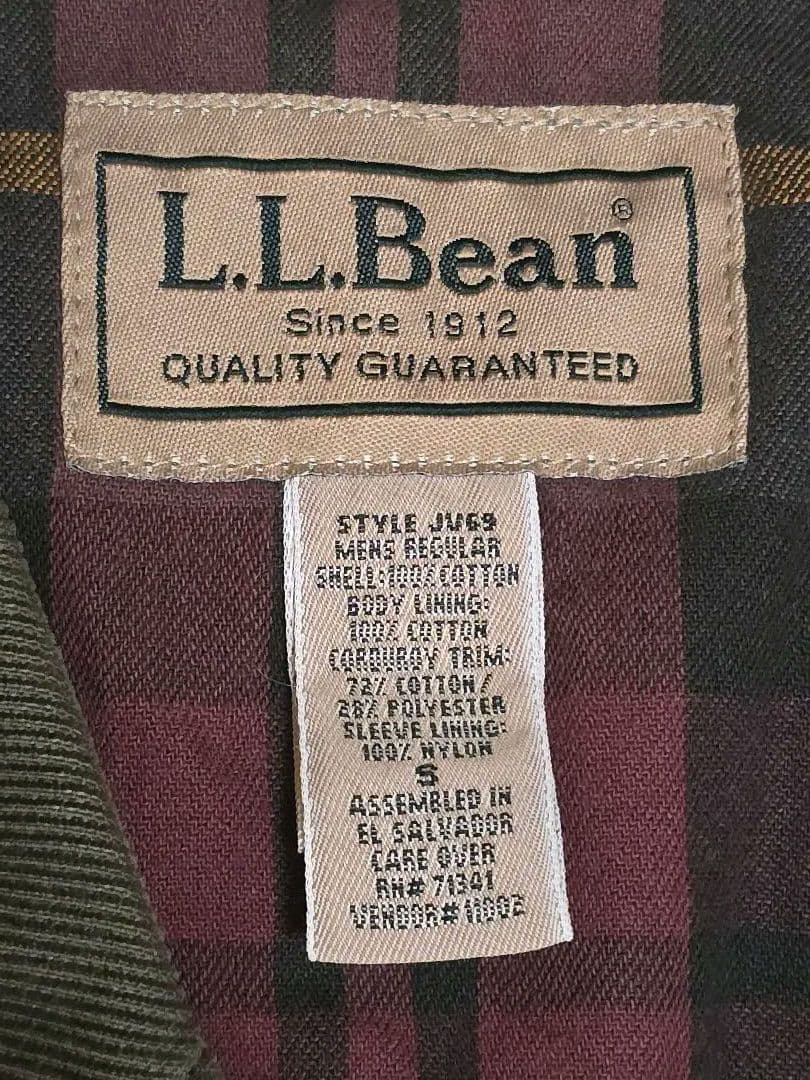 L.L.Bean®
Since 1912
QUALITY GUARANTEED
STYLE JV69
MENS REGULAR
SHELL:100% COTTON
BODY LINING:
100% COTTON
CORDUROY TRIM:
72% COTTON/
28% POLYESTER
SLEEVE LINING:
100% NYLON
S
ASSEMBLED IN
EL SALVADOR
CARE OVER
RN# 71341
VENDOR# 11002